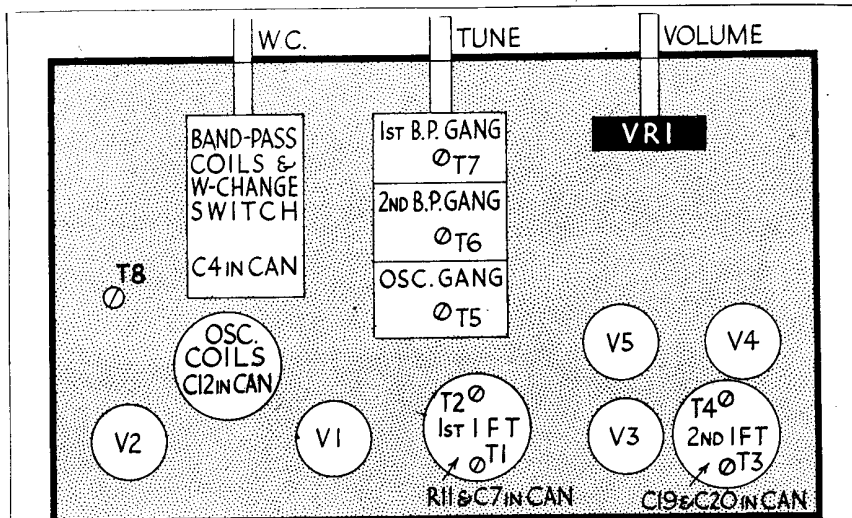 W.C.
TUNE
VOLUME
BAND-PASS
COILS &
W-CHANGE
SWITCH
C4 IN CAN
1ST B.P. GANG
T7
2ND B.P. GANG
T6
OSC. GANG
T5
VR1
T8
OSC.
COILS
C12 IN CAN
V5
V4
V2
V1
T2
1ST I F T
T1
R11 & C7 IN CAN
V3
T4
2ND I F T
T3
C19 & C20 IN CAN